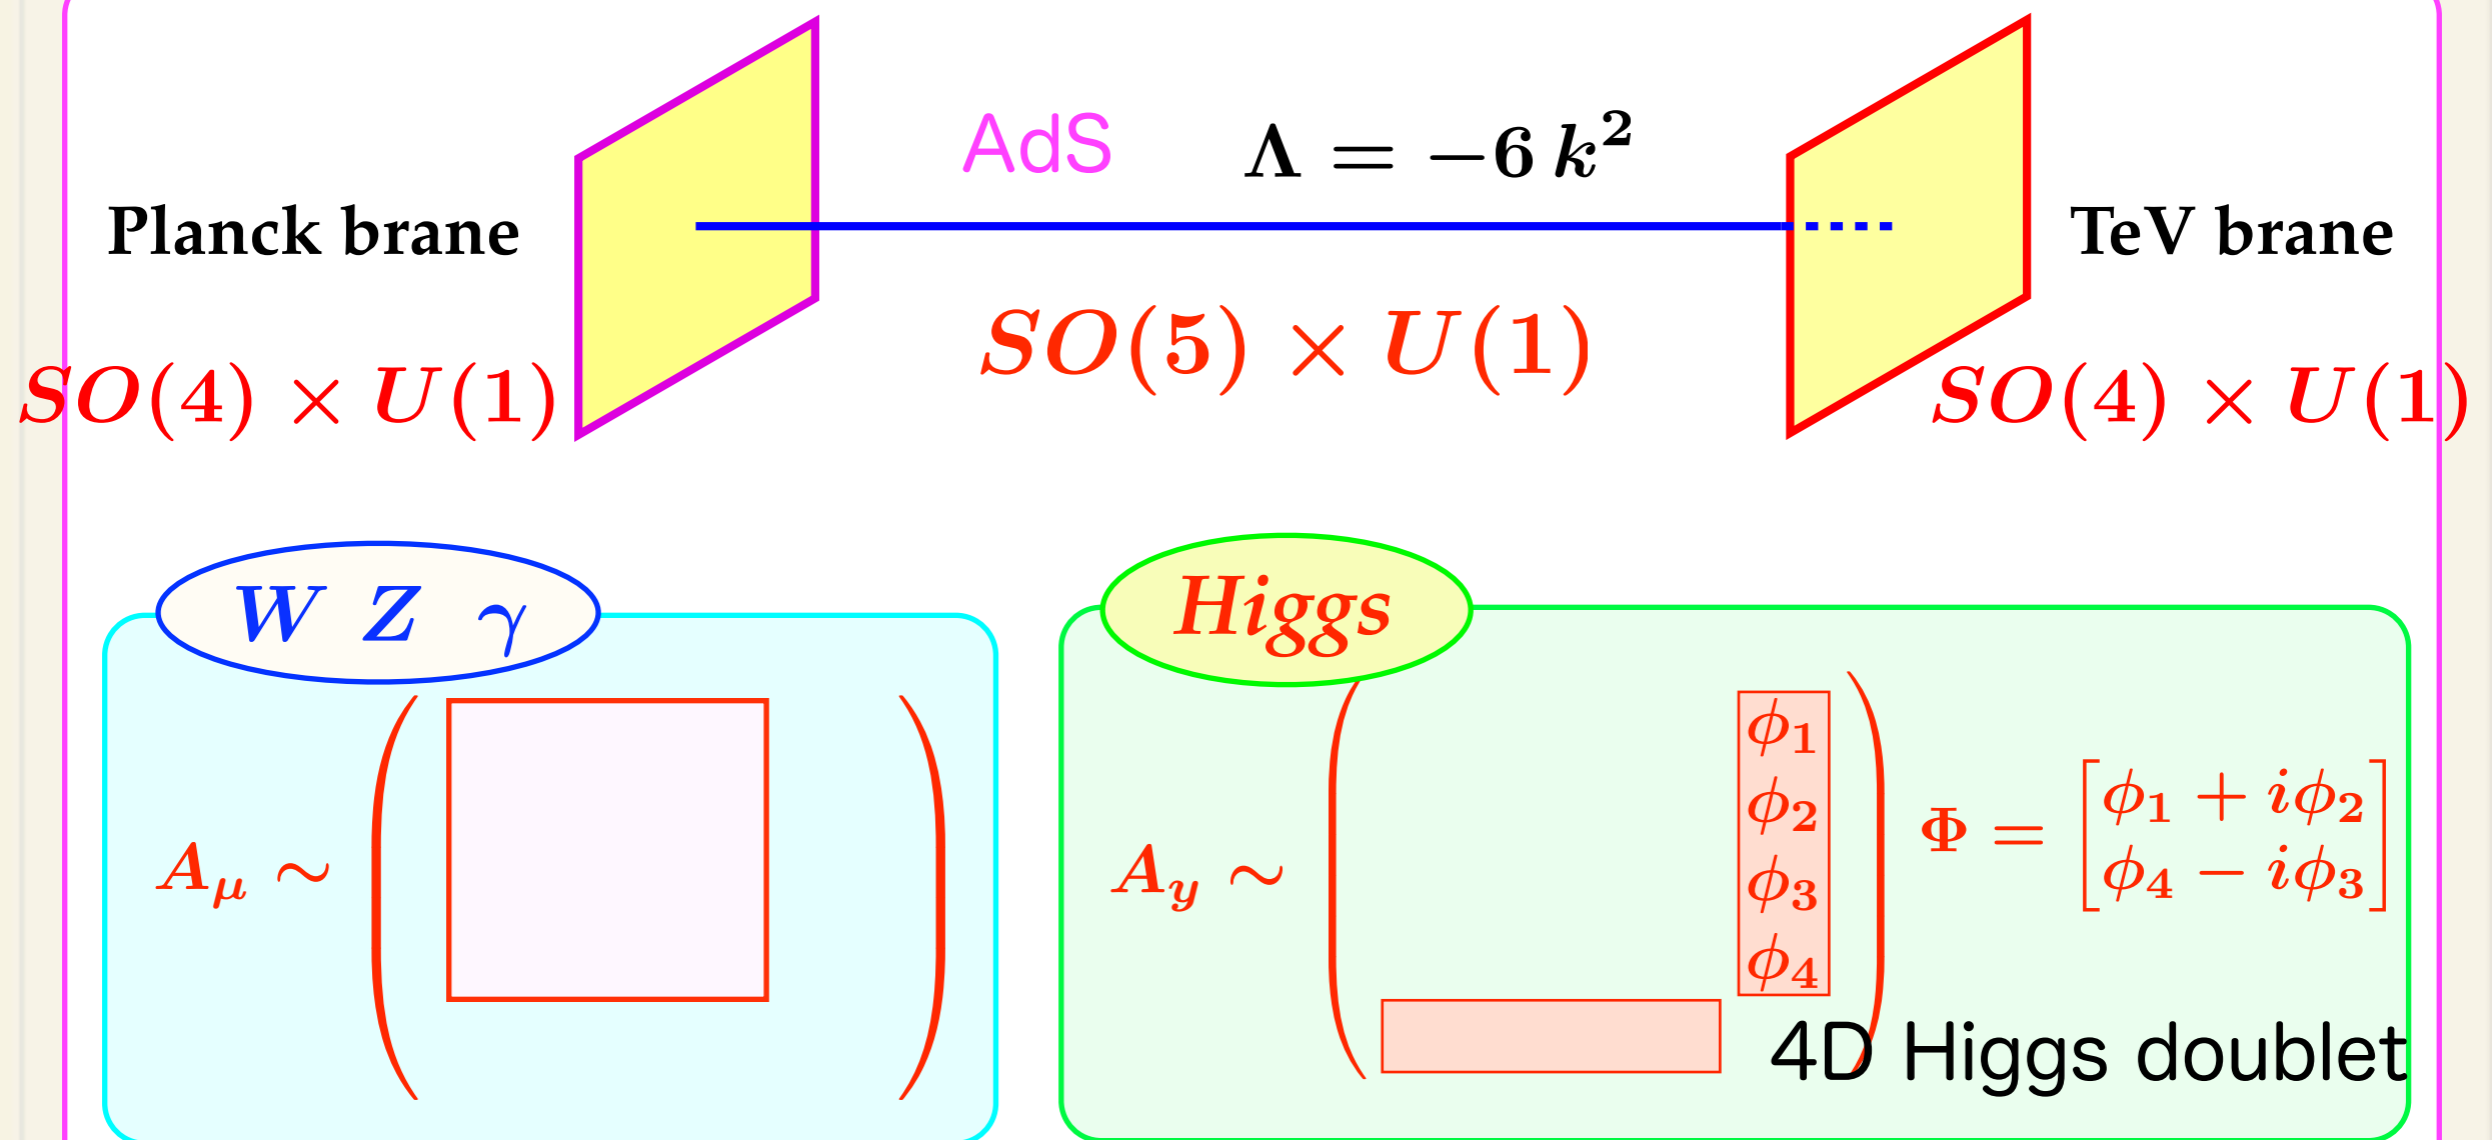 AdS Λ = −6 k²
Planck brane
TeV brane
SO(5) × U(1)
SO(4) × U(1)
SO(4) × U(1)
W Z γ
A_μ ∼
Higgs
A_y ∼
ϕ₁
ϕ₂
ϕ₃
ϕ₄
Φ = [ϕ₁ + iϕ₂
ϕ₄ − iϕ₃]
4D Higgs doublet